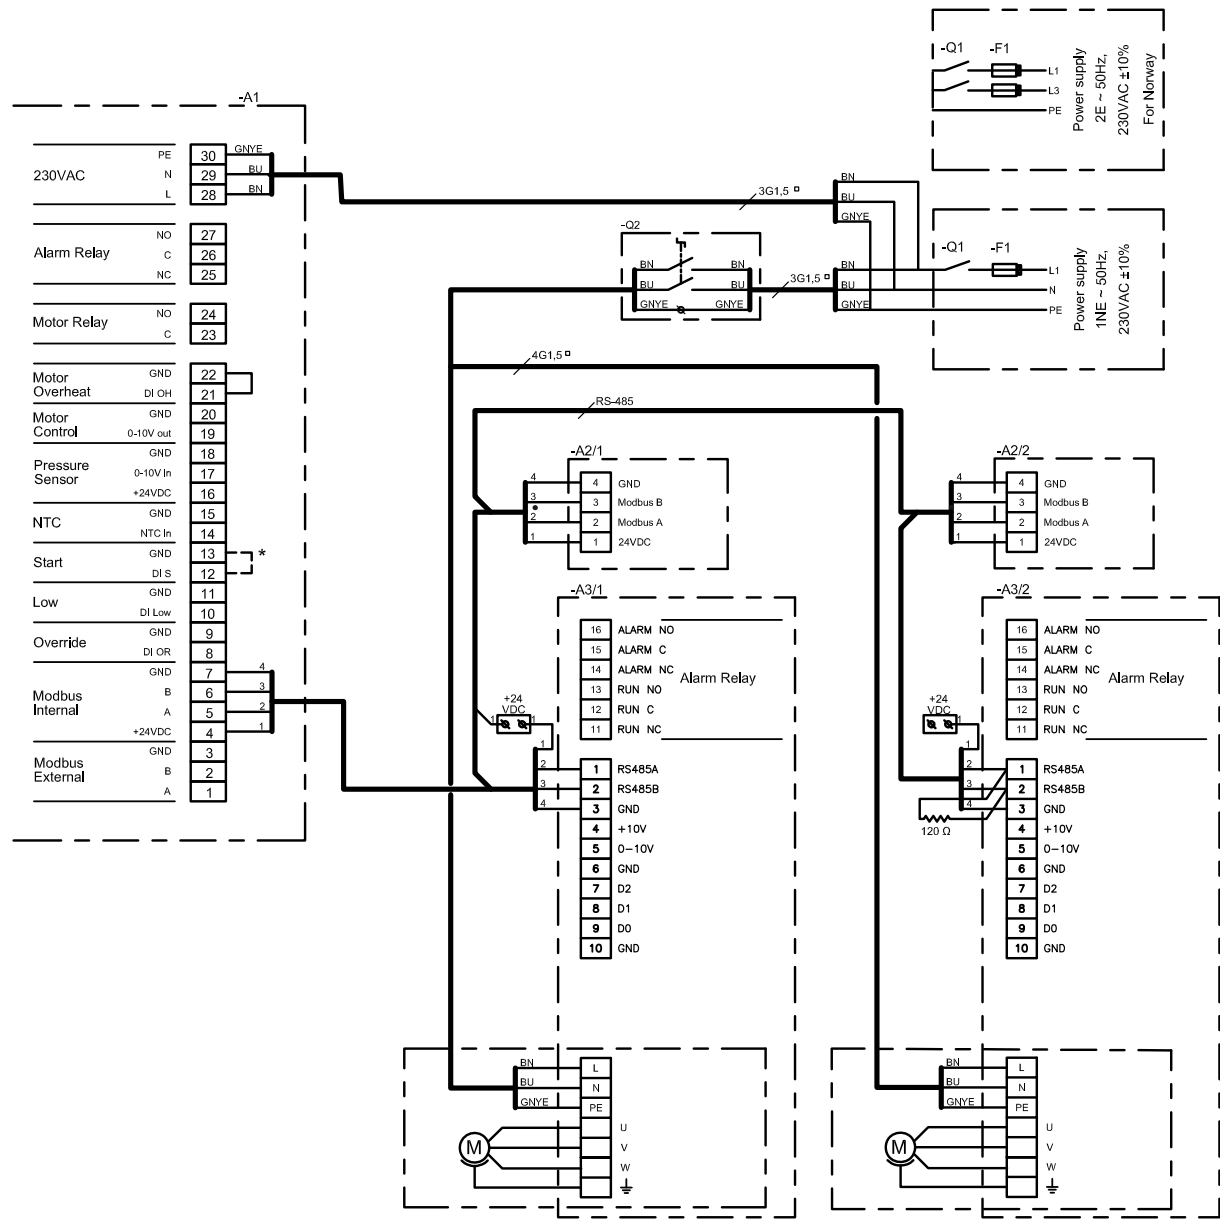 -Q1 -F1
L1
L3
PE
Power supply
2E ~ 50Hz,
230VAC ±10%
For Norway
-A1
230VAC
PE 30 GNYE
N 29 BU
L 28 BN
Alarm Relay
NO 27
C 26
NC 25
Motor Relay
NO 24
C 23
Motor
Overheat
GND 22
DI OH 21
Motor
Control
GND 20
0-10V out 19
Pressure
Sensor
GND 18
0-10V In 17
+24VDC 16
NTC
GND 15
NTC In 14
Start
GND 13 *
DI S 12
Low
GND 11
DI Low 10
Override
GND 9
DI OR 8
Modbus
Internal
GND 7 4
B 6 3
A 5 2
+24VDC 4 1
Modbus
External
GND 3
B 2
A 1
3G1,5
BN
BU
GNYE
-Q2
BN BN
BU BU
GNYE GNYE
3G1,5
BN
BU
GNYE
-Q1 -F1
L1
N
PE
Power supply
1NE ~ 50Hz,
230VAC ±10%
4G1,5
RS-485
-A2/1
4 4 GND
3 3 Modbus B
2 2 Modbus A
1 1 24VDC
-A2/2
4 4 GND
3 3 Modbus B
2 2 Modbus A
1 1 24VDC
-A3/1
16 ALARM NO
15 ALARM C
14 ALARM NC
13 RUN NO
12 RUN C
11 RUN NC
Alarm Relay
+24
VDC
1 1
1
2 1 RS485A
3 2 RS485B
4 3 GND
4 +10V
5 0-10V
6 GND
7 D2
8 D1
9 D0
10 GND
BN L
BU N
GNYE PE
U
V
W
M
-A3/2
16 ALARM NO
15 ALARM C
14 ALARM NC
13 RUN NO
12 RUN C
11 RUN NC
Alarm Relay
+24
VDC
1
1
2 1 RS485A
3 2 RS485B
4 3 GND
120 Ω
4 +10V
5 0-10V
6 GND
7 D2
8 D1
9 D0
10 GND
BN L
BU N
GNYE PE
U
V
W
M